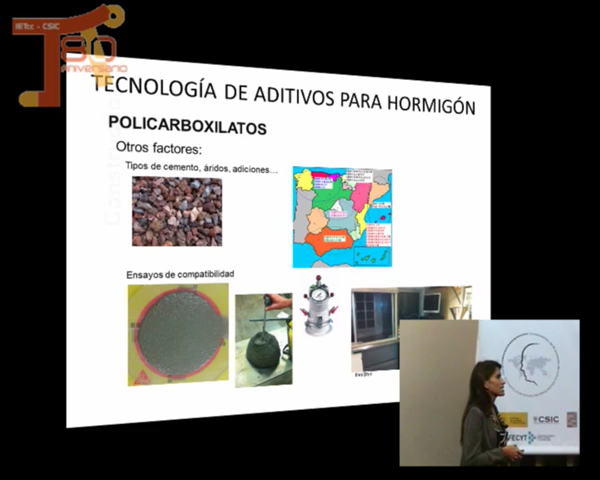 IETcc - CSIC
80
aniversario
TECNOLOGÍA DE ADITIVOS PARA HORMIGÓN
POLICARBOXILATOS
Otros factores:
Tipos de cemento, áridos, adiciones...
Ensayos de compatibilidad
CSIC
FECYT